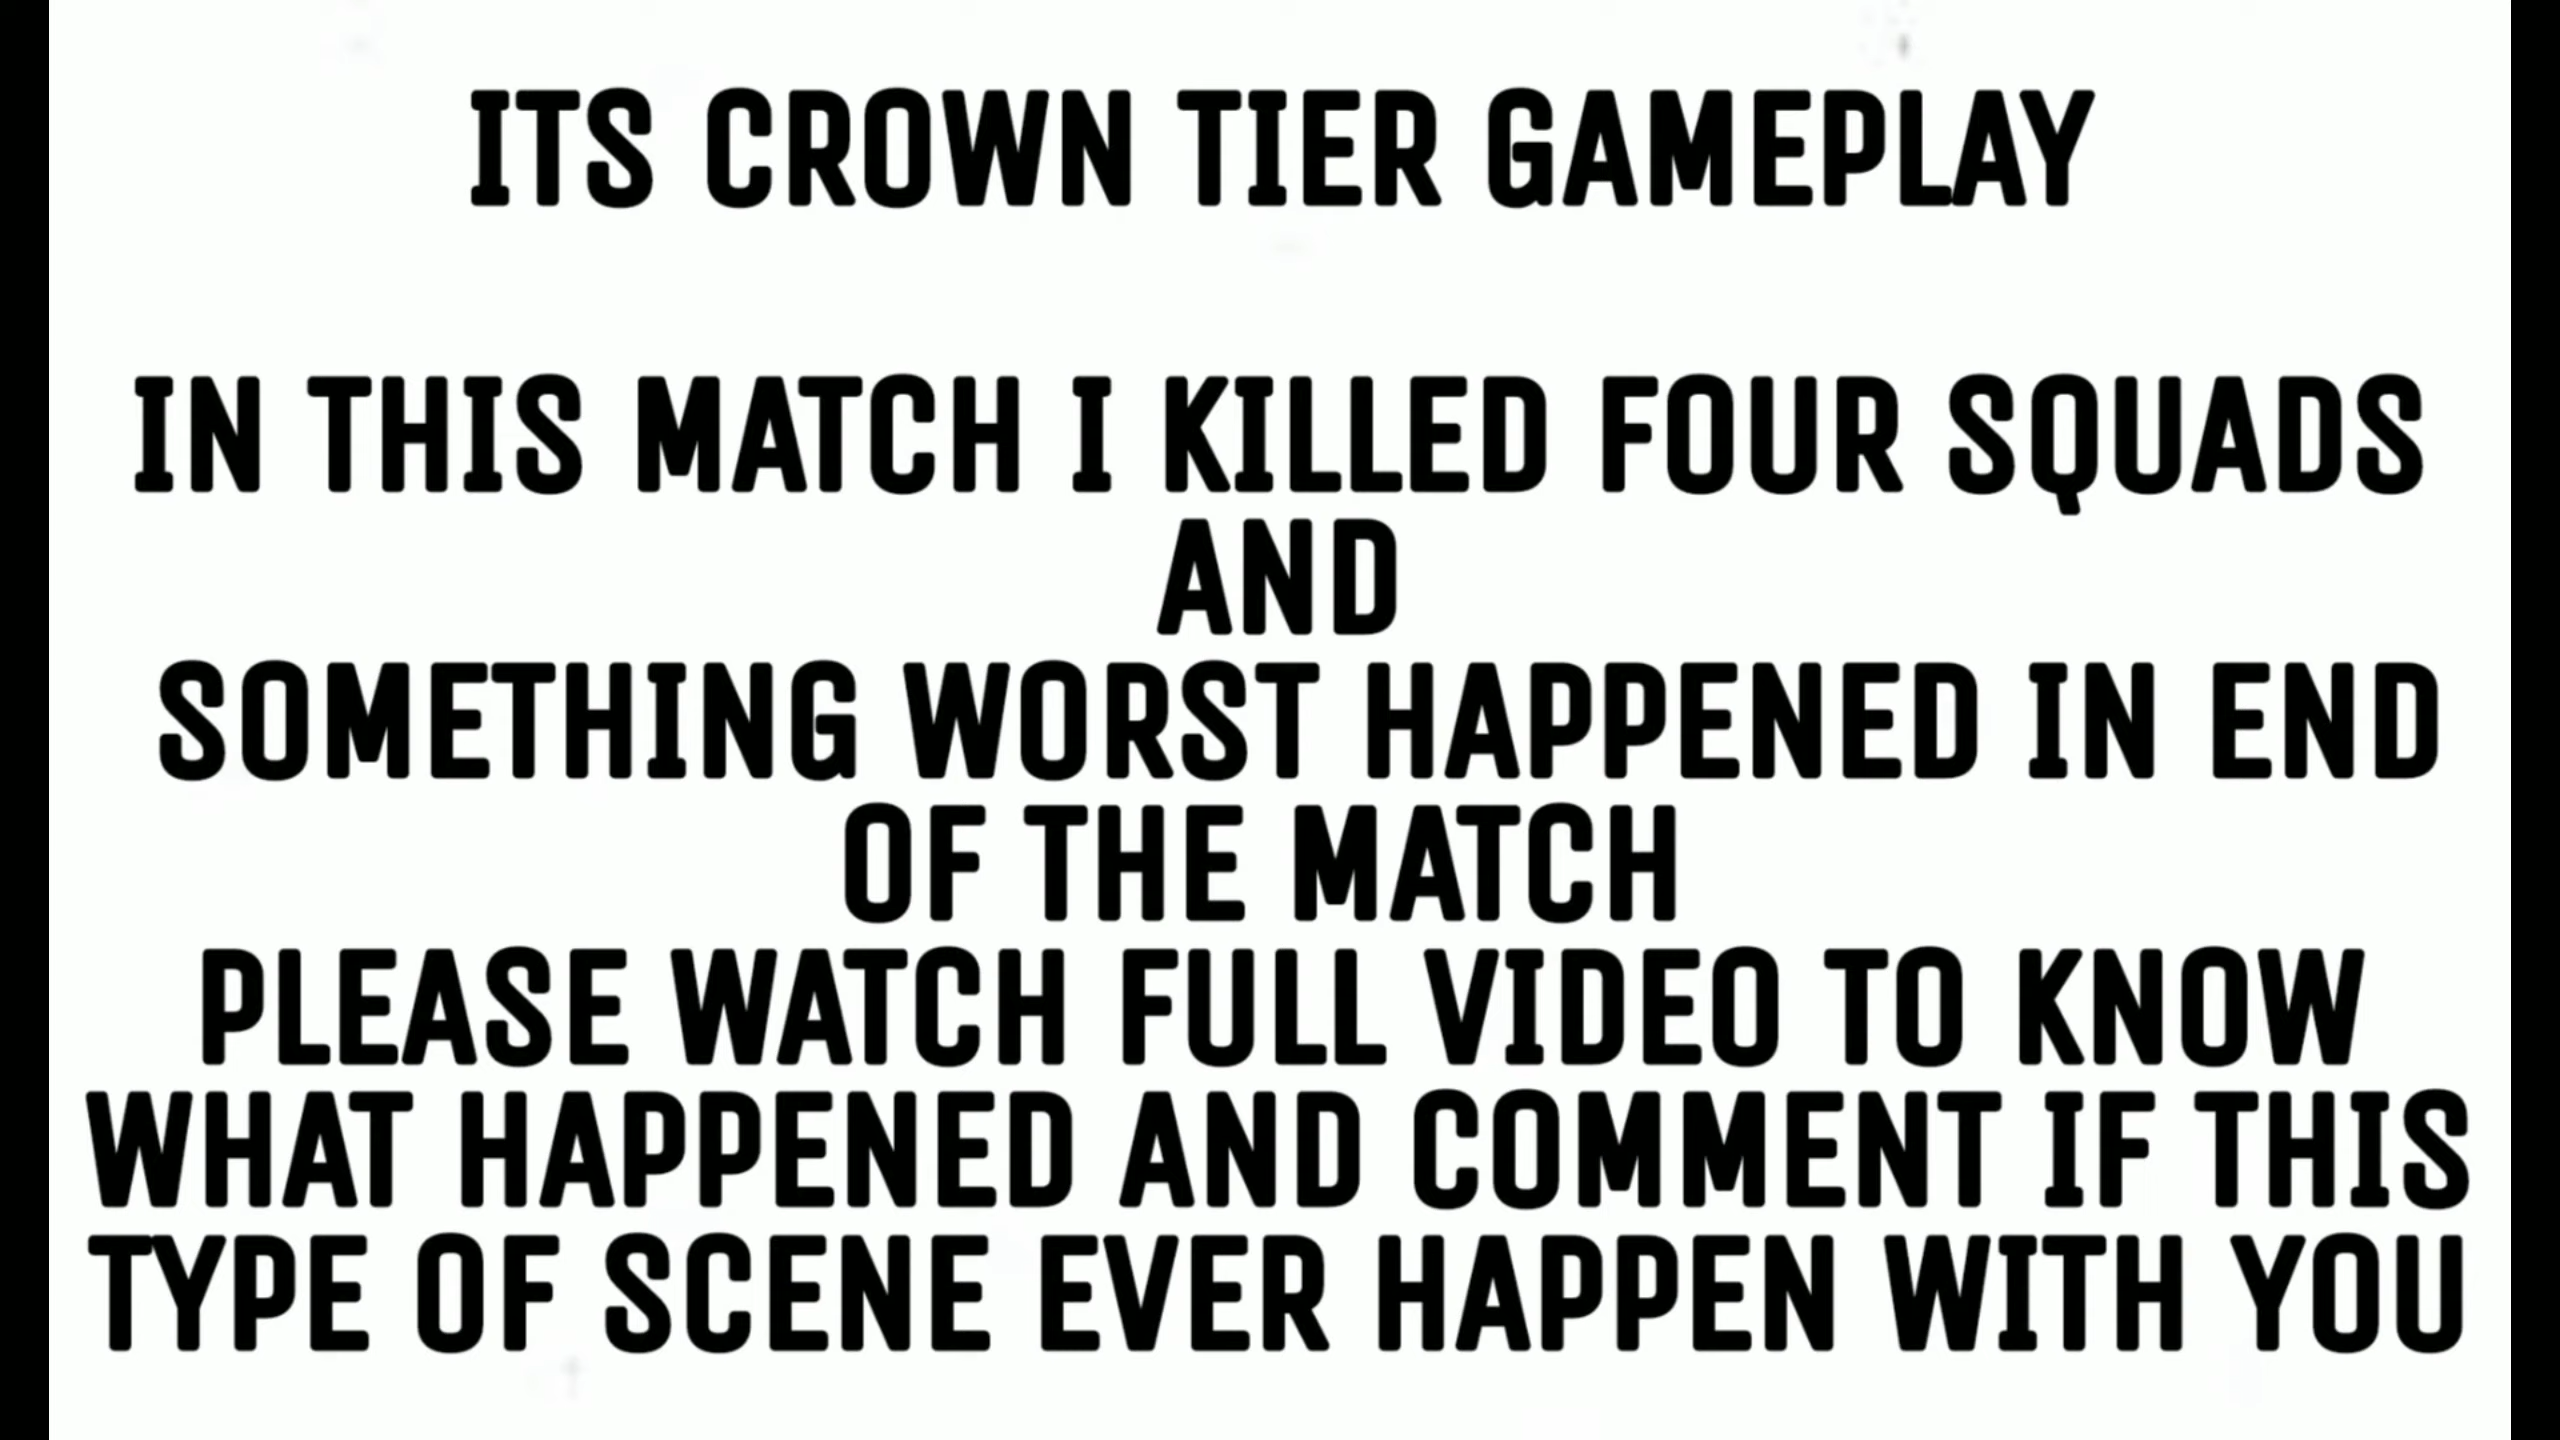 ITS CROWN TIER GAMEPLAY
IN THIS MATCH I KILLED FOUR SQUADS
AND
SOMETHING WORST HAPPENED IN END
OF THE MATCH
PLEASE WATCH FULL VIDEO TO KNOW
WHAT HAPPENED AND COMMENT IF THIS
TYPE OF SCENE EVER HAPPEN WITH YOU